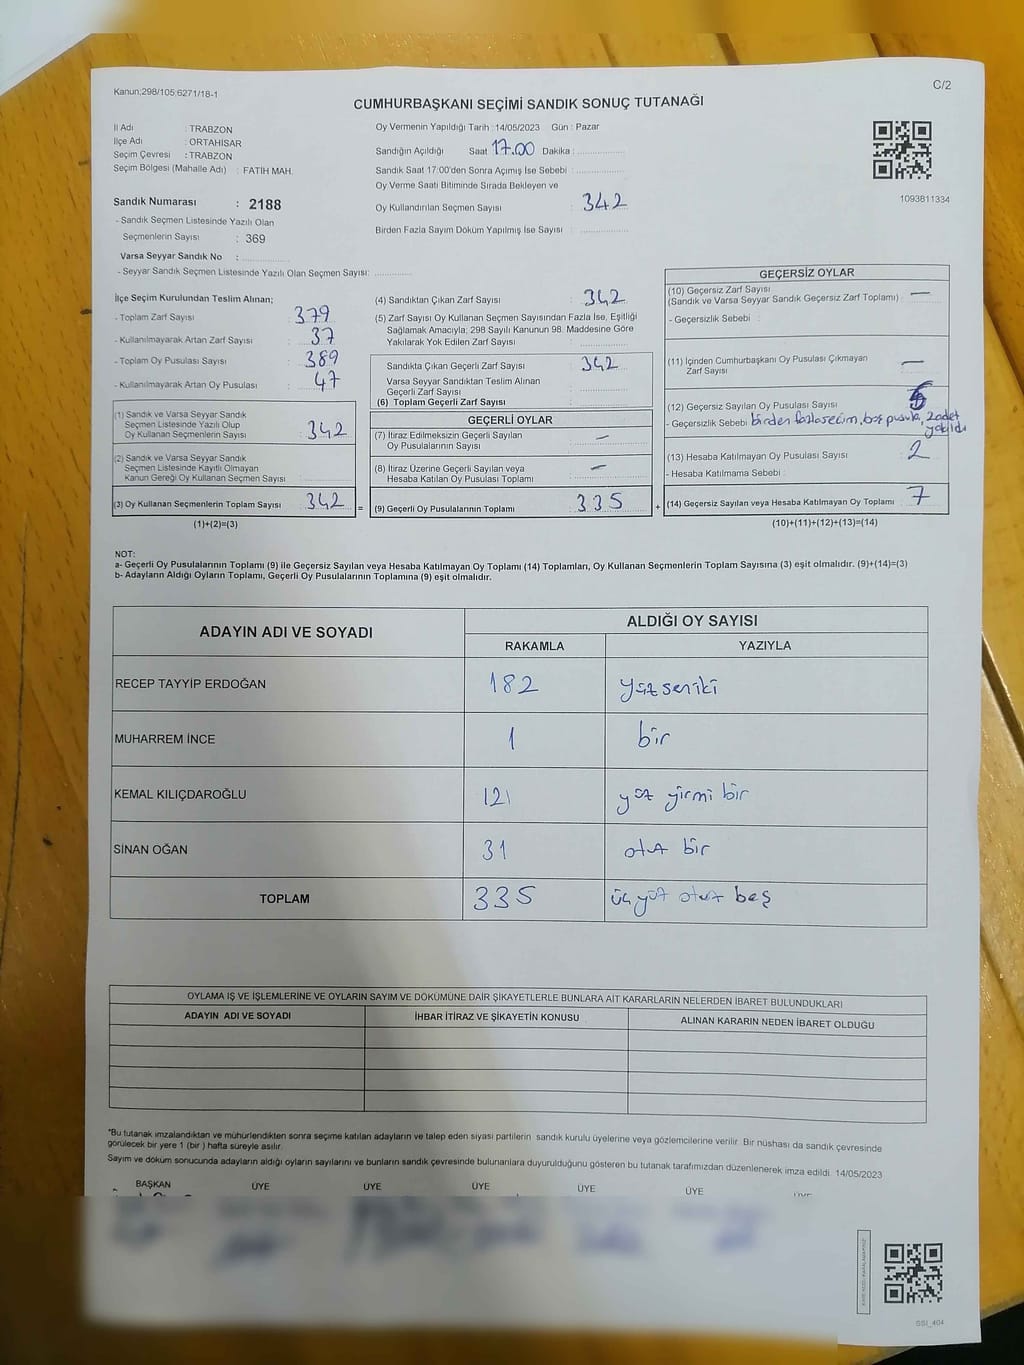 Kanun;298/105;6271/18-1
C/2
CUMHURBAŞKANI SEÇİMİ SANDIK SONUÇ TUTANAĞI
İl Adı : TRABZON
İlçe Adı : ORTAHİSAR
Seçim Çevresi : TRABZON
Seçim Bölgesi (Mahalle Adı) : FATİH MAH.
Oy Vermenin Yapıldığı Tarih : 14/05/2023 Gün : Pazar
Sandığın Açıldığı Saat 17.00 Dakika :
Sandık Saat 17:00'den Sonra Açımış İse Sebebi :
Oy Verme Saati Bitiminde Sırada Bekleyen ve
Oy Kullandırılan Seçmen Sayısı : 342
Birden Fazla Sayım Döküm Yapılmış İse Sayısı :
1093811334
Sandık Numarası : 2188
- Sandık Seçmen Listesinde Yazılı Olan
Seçmenlerin Sayısı : 369
Varsa Seyyar Sandık No :
- Seyyar Sandık Seçmen Listesinde Yazılı Olan Seçmen Sayısı:
İlçe Seçim Kurulundan Teslim Alınan;
- Toplam Zarf Sayısı : 379
- Kullanılmayarak Artan Zarf Sayısı : 37
- Toplam Oy Pusulası Sayısı : 389
- Kullanılmayarak Artan Oy Pusulası : 47
(1) Sandık ve Varsa Seyyar Sandık
Seçmen Listesinde Yazılı Olup
Oy Kullanan Seçmenlerin Sayısı : 342
(2) Sandık ve Varsa Seyyar Sandık
Seçmen Listesinde Kayıtlı Olmayan
Kanun Gereği Oy Kullanan Seçmen Sayısı :
(3) Oy Kullanan Seçmenlerin Toplam Sayısı : 342 =
(1)+(2)=(3)
(4) Sandıktan Çıkan Zarf Sayısı : 342
(5) Zarf Sayısı Oy Kullanan Seçmen Sayısından Fazla İse, Eşitliği
Sağlamak Amacıyla; 298 Sayılı Kanunun 98. Maddesine Göre
Yakılarak Yok Edilen Zarf Sayısı :
Sandıkta Çıkan Geçerli Zarf Sayısı : 342
Varsa Seyyar Sandıktan Teslim Alınan
Geçerli Zarf Sayısı :
(6) Toplam Geçerli Zarf Sayısı :
GEÇERLİ OYLAR
(7) İtiraz Edilmeksizin Geçerli Sayılan : —
Oy Pusulalarının Sayısı
(8) İtiraz Üzerine Geçerli Sayılan veya : —
Hesaba Katılan Oy Pusulası Toplamı
(9) Geçerli Oy Pusulalarının Toplamı : 335 +
GEÇERSİZ OYLAR
(10) Geçersiz Zarf Sayısı
(Sandık ve Varsa Seyyar Sandık Geçersiz Zarf Toplamı) : —
- Geçersizlik Sebebi :
(11) İçinden Cumhurbaşkanı Oy Pusulası Çıkmayan : —
Zarf Sayısı
(12) Geçersiz Sayılan Oy Pusulası Sayısı : 5
- Geçersizlik Sebebi birden fazla seçim, boş pusula, 2 adet
yakıldı
(13) Hesaba Katılmayan Oy Pusulası Sayısı : 2
- Hesaba Katılmama Sebebi :
(14) Geçersiz Sayılan veya Hesaba Katılmayan Oy Toplamı : 7
(10)+(11)+(12)+(13)=(14)
NOT:
a- Geçerli Oy Pusulalarının Toplamı (9) ile Geçersiz Sayılan veya Hesaba Katılmayan Oy Toplamı (14) Toplamları, Oy Kullanan Seçmenlerin Toplam Sayısına (3) eşit olmalıdır. (9)+(14)=(3)
b- Adayların Aldığı Oyların Toplamı, Geçerli Oy Pusulalarının Toplamına (9) eşit olmalıdır.
ADAYIN ADI VE SOYADI
ALDIĞI OY SAYISI
RAKAMLA YAZIYLA
RECEP TAYYİP ERDOĞAN 182 yüz seniki
MUHARREM İNCE 1 bir
KEMAL KILIÇDAROĞLU 121 yüz yirmi bir
SİNAN OĞAN 31 otuz bir
TOPLAM 335 üç yüz otuz beş
OYLAMA İŞ VE İŞLEMLERİNE VE OYLARIN SAYIM VE DÖKÜMÜNE DAİR ŞİKAYETLERLE BUNLARA AİT KARARLARIN NELERDEN İBARET BULUNDUKLARI
ADAYIN ADI VE SOYADI İHBAR İTİRAZ VE ŞİKAYETİN KONUSU ALINAN KARARIN NEDEN İBARET OLDUĞU
*Bu tutanak imzalandıktan ve mühürlendikten sonra seçime katılan adayların ve talep eden siyasi partilerin sandık kurulu üyelerine veya gözlemcilerine verilir. Bir nüshası da sandık çevresinde
görülecek bir yere 1 (bir ) hafta süreyle asılır.
Sayım ve döküm sonucunda adayların aldığı oyların sayılarını ve bunların sandık çevresinde bulunanlara duyurulduğunu gösteren bu tutanak tarafımızdan düzenlenerek imza edildi. 14/05/2023
BAŞKAN ÜYE ÜYE ÜYE ÜYE ÜYE
SSI_404